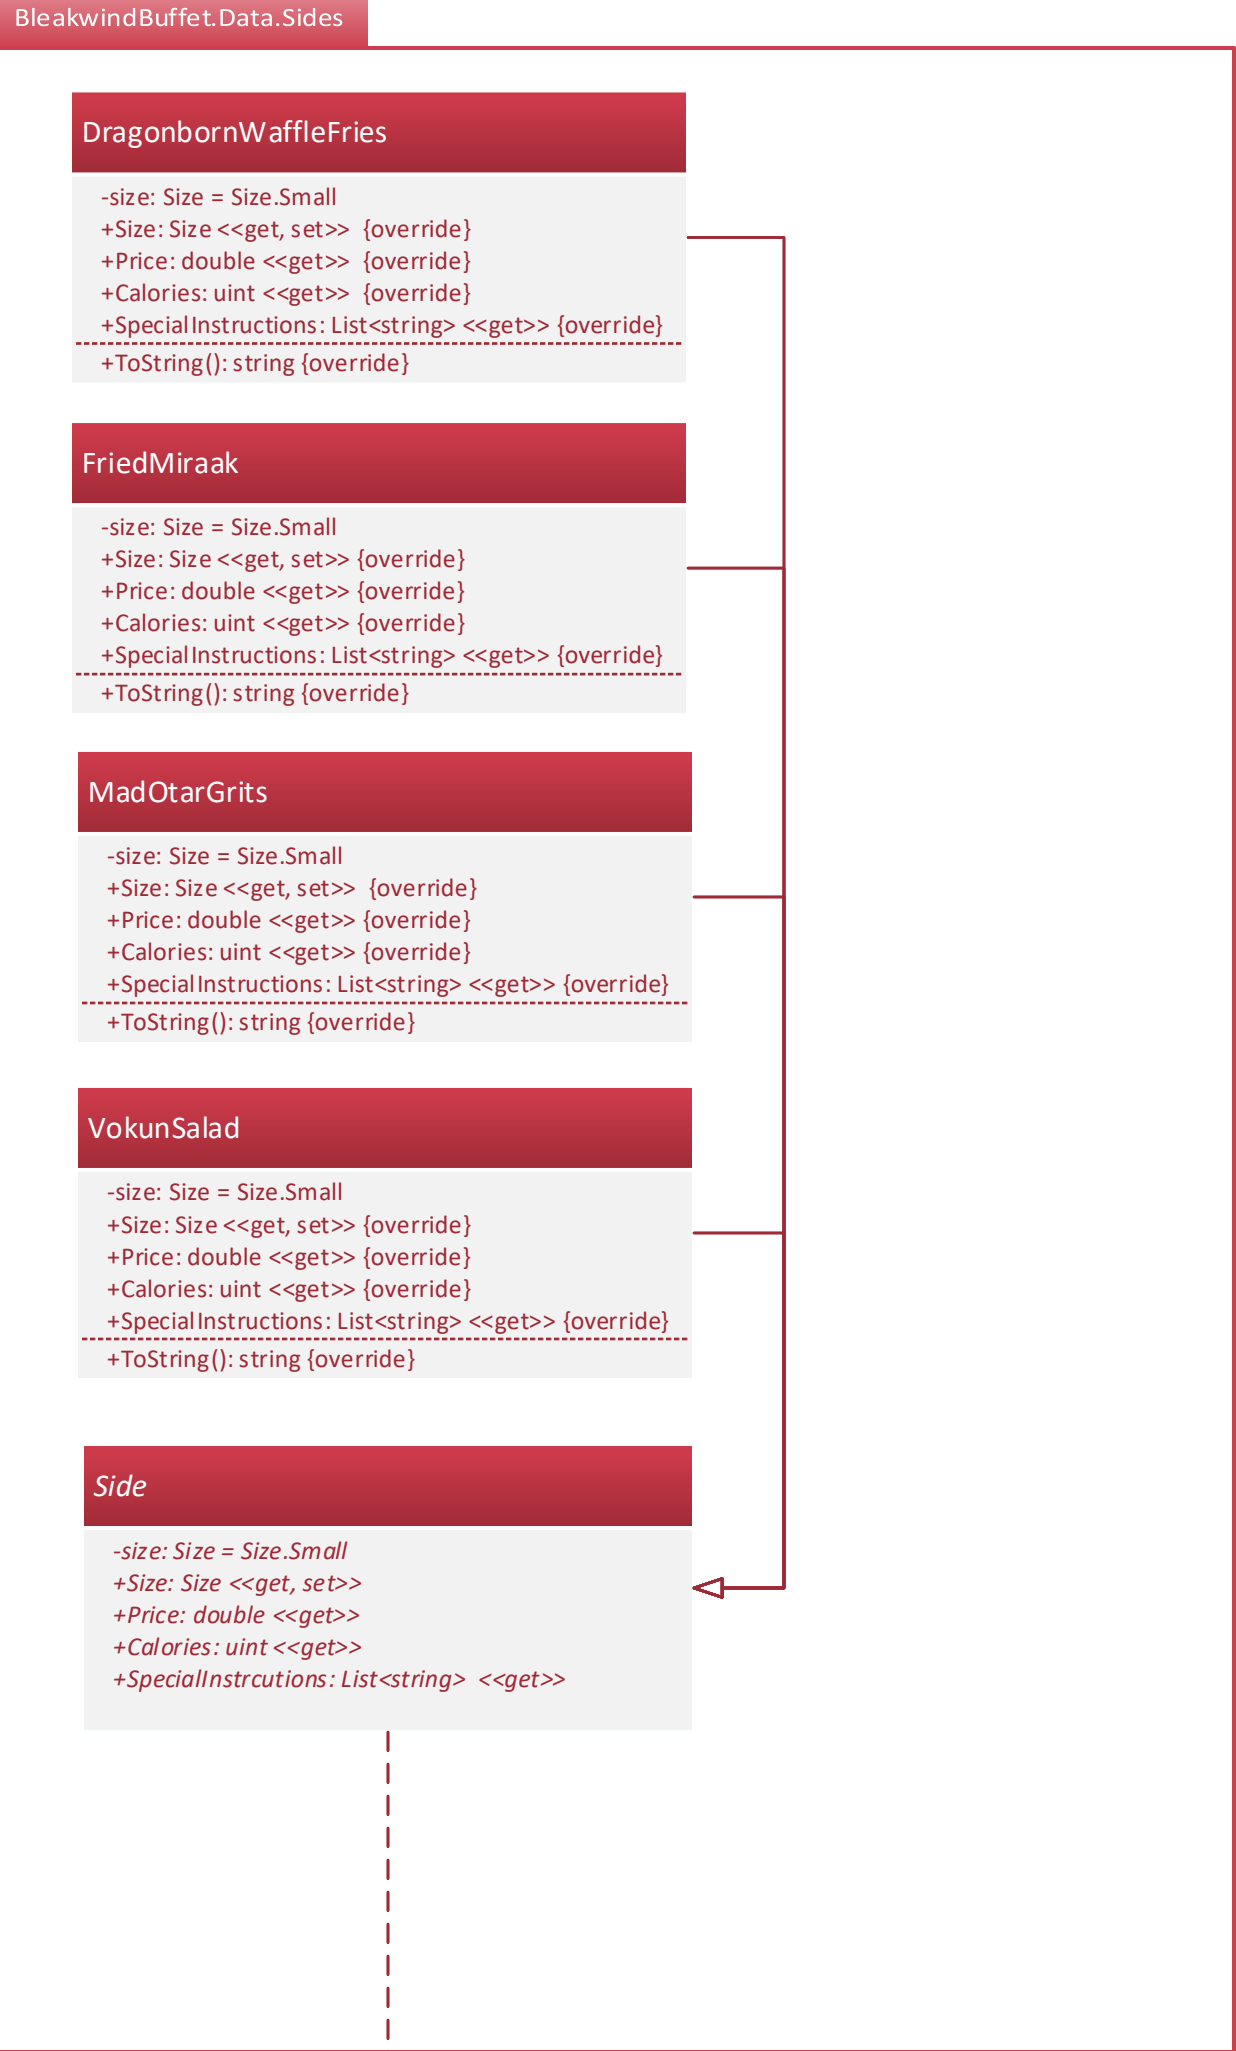 BleakwindBuffet.Data.Sides
DragonbornWaffleFries
-size: Size = Size.Small
+Size: Size <<get, set>> {override}
+Price: double <<get>> {override}
+Calories: uint <<get>> {override}
+SpecialInstructions: List<string> <<get>> {override}
+ToString(): string {override}
FriedMiraak
-size: Size = Size.Small
+Size: Size <<get, set>> {override}
+Price: double <<get>> {override}
+Calories: uint <<get>> {override}
+SpecialInstructions: List<string> <<get>> {override}
+ToString(): string {override}
MadOtarGrits
-size: Size = Size.Small
+Size: Size <<get, set>> {override}
+Price: double <<get>> {override}
+Calories: uint <<get>> {override}
+SpecialInstructions: List<string> <<get>> {override}
+ToString(): string {override}
VokunSalad
-size: Size = Size.Small
+Size: Size <<get, set>> {override}
+Price: double <<get>> {override}
+Calories: uint <<get>> {override}
+SpecialInstructions: List<string> <<get>> {override}
+ToString(): string {override}
Side
-size: Size = Size.Small
+Size: Size <<get, set>>
+Price: double <<get>>
+Calories: uint <<get>>
+SpecialInstrcutions: List<string> <<get>>